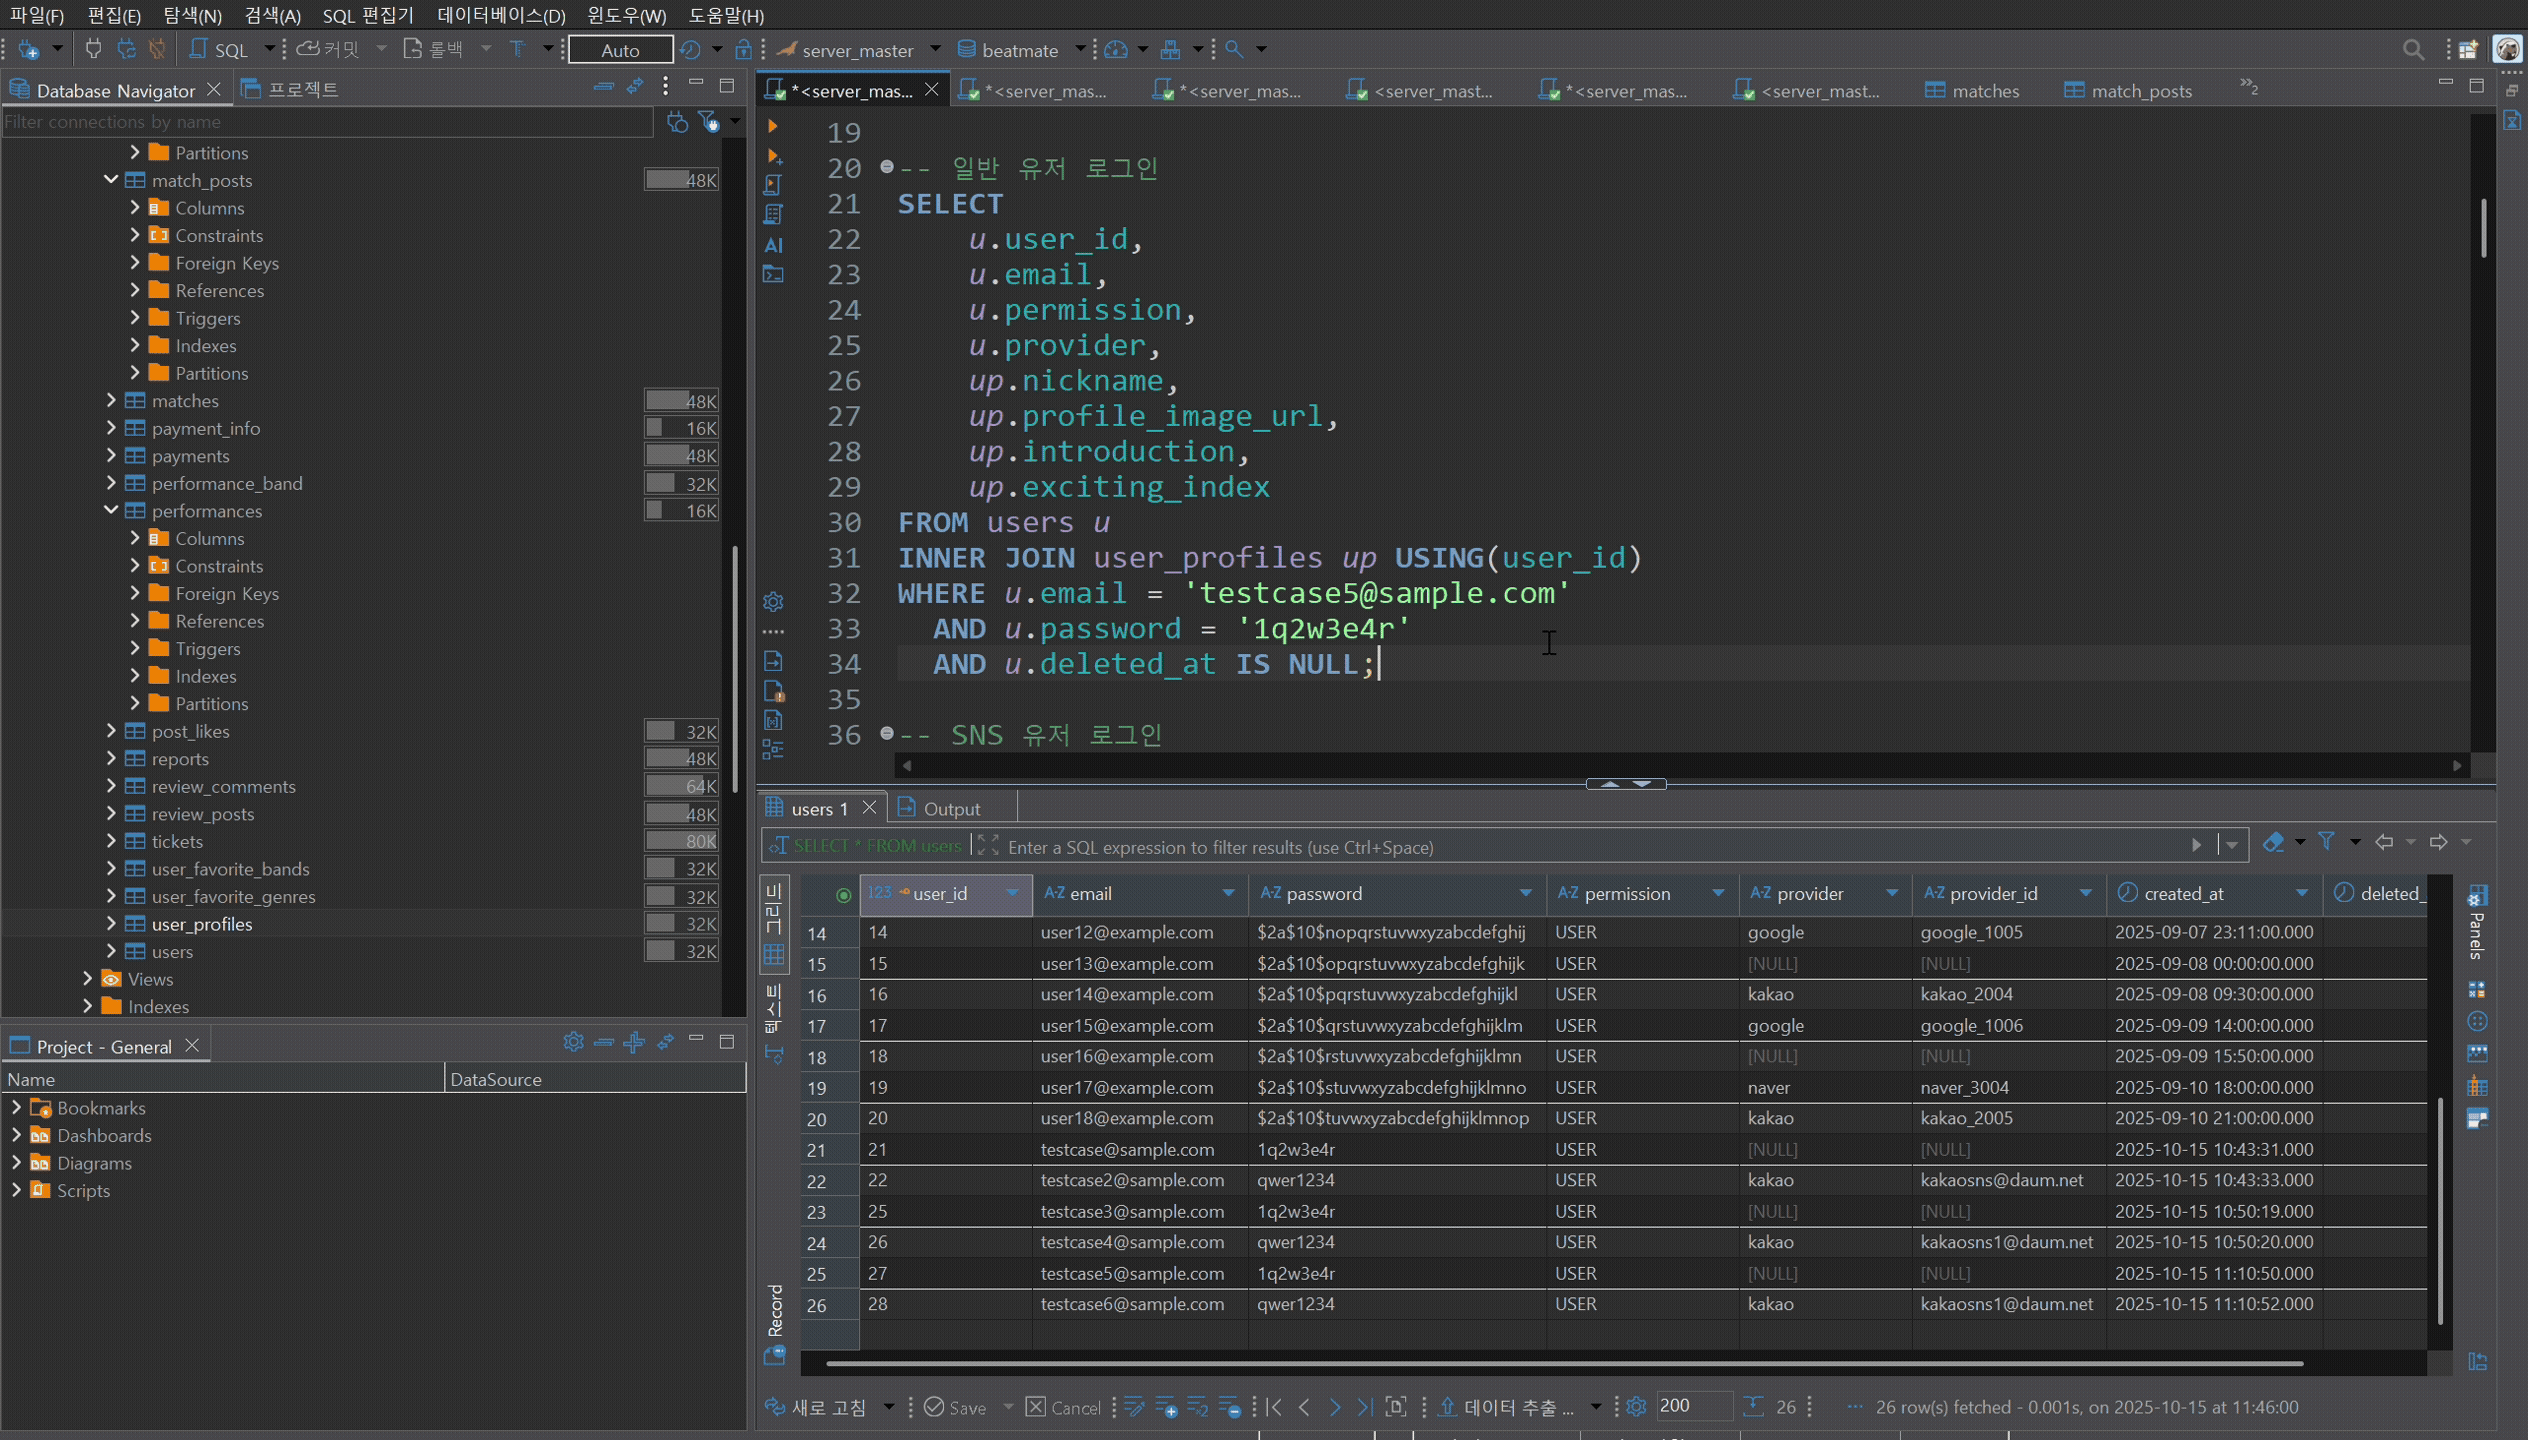 파일(F) 편집(E) 탐색(N) 검색(A) SQL 편집기 데이터베이스(D) 윈도우(W) 도움말(H)
SQL 커밋 롤백 Auto server_master beatmate
Database Navigator 프로젝트
Filter connections by name
Partitions
match_posts 48K
Columns
Constraints
Foreign Keys
References
Triggers
Indexes
Partitions
matches 48K
payment_info 16K
payments 48K
performance_band 32K
performances 16K
Columns
Constraints
Foreign Keys
References
Triggers
Indexes
Partitions
post_likes 32K
reports 48K
review_comments 64K
review_posts 48K
tickets 80K
user_favorite_bands 32K
user_favorite_genres 32K
user_profiles 32K
users 32K
Views
Indexes
Project - General
Name DataSource
Bookmarks
Dashboards
Diagrams
Scripts
*<server_mas... *<server_mas... *<server_mas... <server_mast... *<server_mas... <server_mast... matches match_posts »2
AI
19
20 -- 일반 유저 로그인
21 SELECT
22 u.user_id,
23 u.email,
24 u.permission,
25 u.provider,
26 up.nickname,
27 up.profile_image_url,
28 up.introduction,
29 up.exciting_index
30 FROM users u
31 INNER JOIN user_profiles up USING(user_id)
32 WHERE u.email = 'testcase5@sample.com'
33 AND u.password = '1q2w3e4r'
34 AND u.deleted_at IS NULL;
35
36 -- SNS 유저 로그인
users 1 Output
SELECT * FROM users Enter a SQL expression to filter results (use Ctrl+Space)
그리드
텍스트
Record
Panels
123 user_id A-Z email A-Z password A-Z permission A-Z provider A-Z provider_id created_at deleted_
14 14 user12@example.com $2a$10$nopqrstuvwxyzabcdefghij USER google google_1005 2025-09-07 23:11:00.000
15 15 user13@example.com $2a$10$opqrstuvwxyzabcdefghijk USER [NULL] [NULL] 2025-09-08 00:00:00.000
16 16 user14@example.com $2a$10$pqrstuvwxyzabcdefghijkl USER kakao kakao_2004 2025-09-08 09:30:00.000
17 17 user15@example.com $2a$10$qrstuvwxyzabcdefghijklm USER google google_1006 2025-09-09 14:00:00.000
18 18 user16@example.com $2a$10$rstuvwxyzabcdefghijklmn USER [NULL] [NULL] 2025-09-09 15:50:00.000
19 19 user17@example.com $2a$10$stuvwxyzabcdefghijklmno USER naver naver_3004 2025-09-10 18:00:00.000
20 20 user18@example.com $2a$10$tuvwxyzabcdefghijklmnop USER kakao kakao_2005 2025-09-10 21:00:00.000
21 21 testcase@sample.com 1q2w3e4r USER [NULL] [NULL] 2025-10-15 10:43:31.000
22 22 testcase2@sample.com qwer1234 USER kakao kakaosns@daum.net 2025-10-15 10:43:33.000
23 25 testcase3@sample.com 1q2w3e4r USER [NULL] [NULL] 2025-10-15 10:50:19.000
24 26 testcase4@sample.com qwer1234 USER kakao kakaosns1@daum.net 2025-10-15 10:50:20.000
25 27 testcase5@sample.com 1q2w3e4r USER [NULL] [NULL] 2025-10-15 11:10:50.000
26 28 testcase6@sample.com qwer1234 USER kakao kakaosns1@daum.net 2025-10-15 11:10:52.000
새로 고침 Save Cancel 데이터 추출 ... 200 26 ... 26 row(s) fetched - 0.001s, on 2025-10-15 at 11:46:00